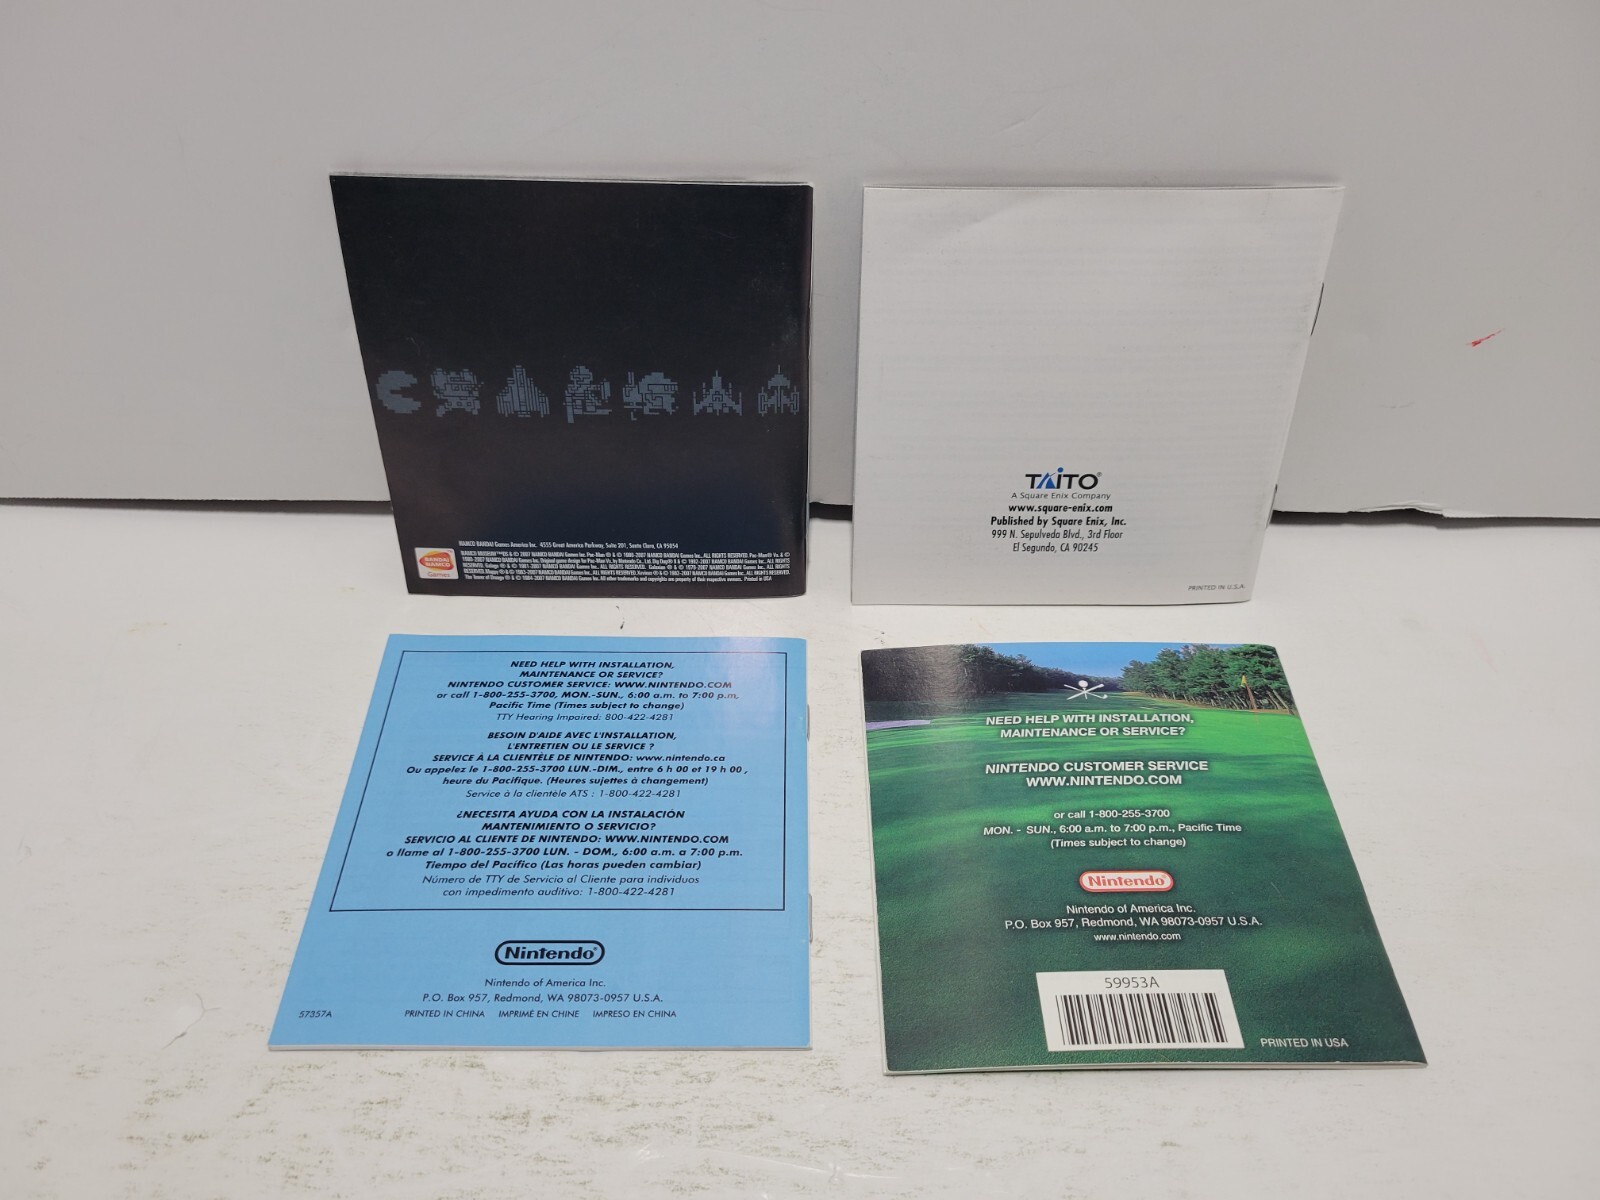 NAMCO BANDAI Games America Inc. 4555 Great America Parkway, Suite 201, Santa Clara, CA 95054
BANDAI
NAMCO
Games
TAITO®
A Square Enix Company
www.square-enix.com
Published by Square Enix, Inc.
999 N. Sepulveda Blvd., 3rd Floor
El Segundo, CA 90245
PRINTED IN U.S.A.
NEED HELP WITH INSTALLATION,
MAINTENANCE OR SERVICE?
NINTENDO CUSTOMER SERVICE: WWW.NINTENDO.COM
or call 1-800-255-3700, MON.-SUN., 6:00 a.m. to 7:00 p.m,
Pacific Time (Times subject to change)
TTY Hearing Impaired: 800-422-4281
BESOIN D'AIDE AVEC L'INSTALLATION,
L'ENTRETIEN OU LE SERVICE ?
SERVICE À LA CLIENTÈLE DE NINTENDO: www.nintendo.ca
Ou appelez le 1-800-255-3700 LUN.-DIM., entre 6 h 00 et 19 h 00 ,
heure du Pacifique. (Heures sujettes à changement)
Service à la clientèle ATS : 1-800-422-4281
¿NECESITA AYUDA CON LA INSTALACIÓN
MANTENIMIENTO O SERVICIO?
SERVICIO AL CLIENTE DE NINTENDO: WWW.NINTENDO.COM
o llame al 1-800-255-3700 LUN. - DOM., 6:00 a.m. a 7:00 p.m.
Tiempo del Pacífico (Las horas pueden cambiar)
Número de TTY de Servicio al Cliente para individuos
con impedimento auditivo: 1-800-422-4281
Nintendo®
Nintendo of America Inc.
P.O. Box 957, Redmond, WA 98073-0957 U.S.A.
57357A PRINTED IN CHINA IMPRIMÉ EN CHINE IMPRESO EN CHINA
NEED HELP WITH INSTALLATION,
MAINTENANCE OR SERVICE?
NINTENDO CUSTOMER SERVICE
WWW.NINTENDO.COM
or call 1-800-255-3700
MON. - SUN., 6:00 a.m. to 7:00 p.m., Pacific Time
(Times subject to change)
Nintendo®
Nintendo of America Inc.
P.O. Box 957, Redmond, WA 98073-0957 U.S.A.
www.nintendo.com
59953A
PRINTED IN USA